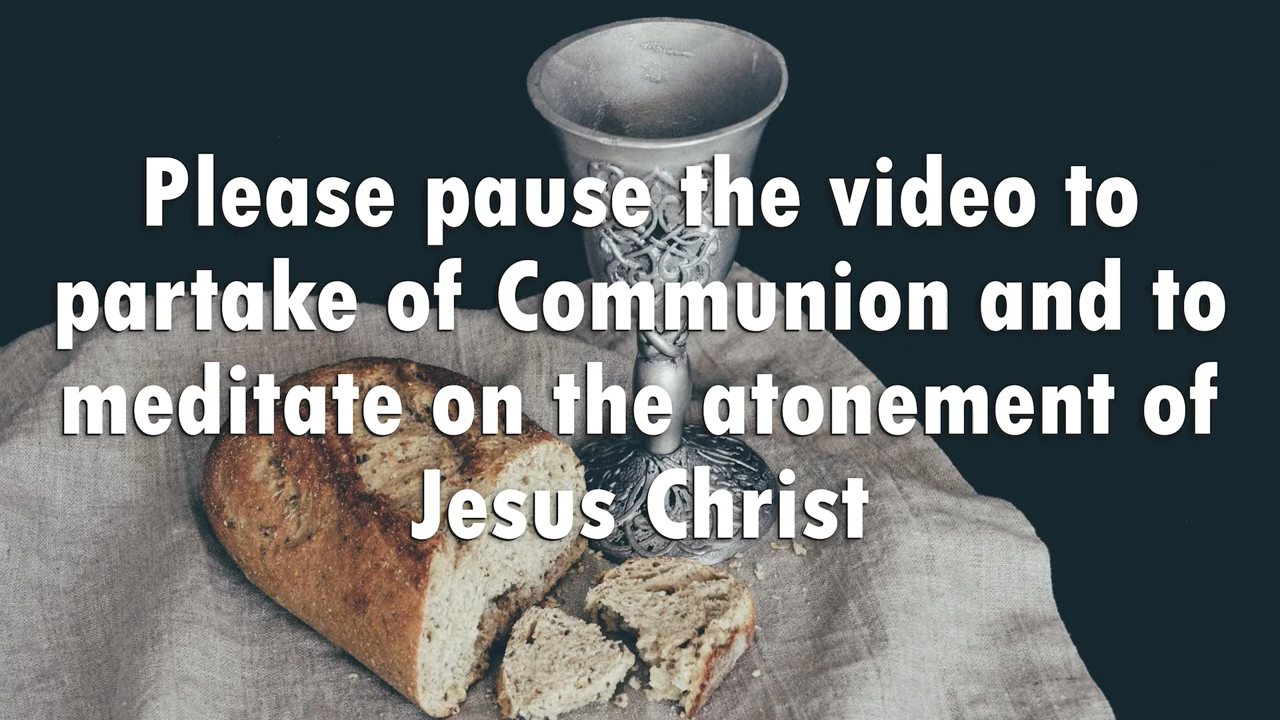 Please pause the video to
partake of Communion and to
meditate on the atonement of
Jesus Christ